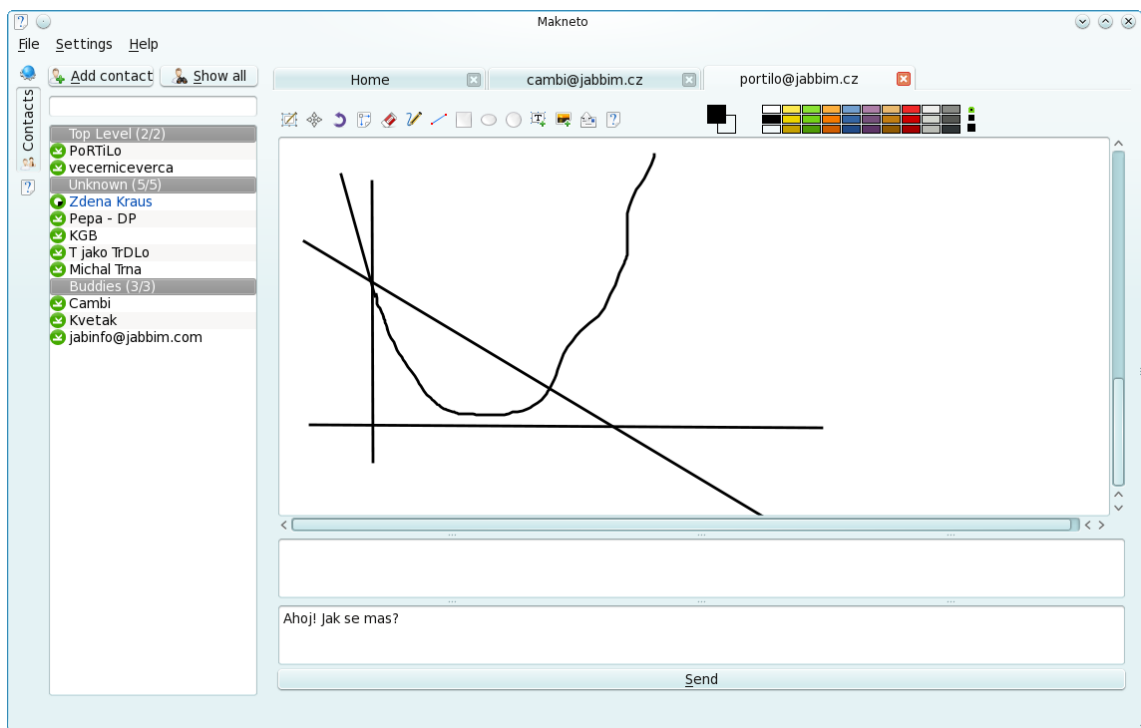 Makneto
File Settings Help
Add contact Show all
Home cambi@jabbim.cz portilo@jabbim.cz
Contacts
Top Level (2/2)
PoRTiLo
vecerniceverca
Unknown (5/5)
Zdena Kraus
Pepa - DP
KGB
T jako TrDLo
Michal Trna
Buddies (3/3)
Cambi
Kvetak
jabinfo@jabbim.com
Ahoj! Jak se mas?
Send